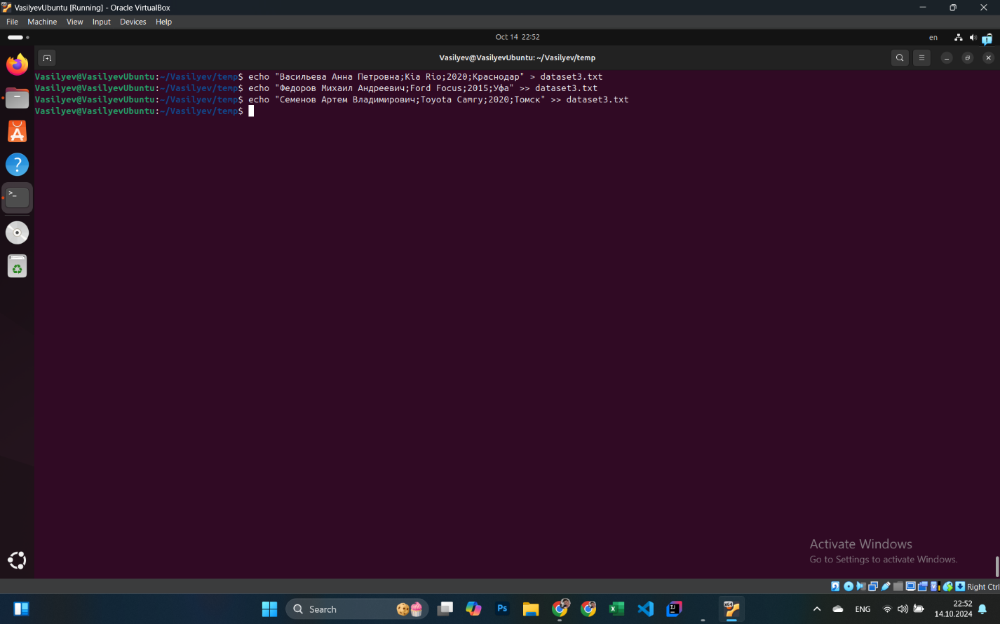 VasilyevUbuntu [Running] - Oracle VirtualBox
File Machine View Input Devices Help
Oct 14 22:52
en
Vasilyev@VasilyevUbuntu: ~/Vasilyev/temp
Vasilyev@VasilyevUbuntu:~/Vasilyev/temp$ echo "Васильева Анна Петровна;Kia Rio;2020;Краснодар" > dataset3.txt
Vasilyev@VasilyevUbuntu:~/Vasilyev/temp$ echo "Федоров Михаил Андреевич;Ford Focus;2015;Уфа" >> dataset3.txt
Vasilyev@VasilyevUbuntu:~/Vasilyev/temp$ echo "Семенов Артем Владимирович;Toyota Camry;2020;Томск" >> dataset3.txt
Vasilyev@VasilyevUbuntu:~/Vasilyev/temp$
Activate Windows
Go to Settings to activate Windows.
Right Ctrl
Search
Ps
ENG
22:52
14.10.2024